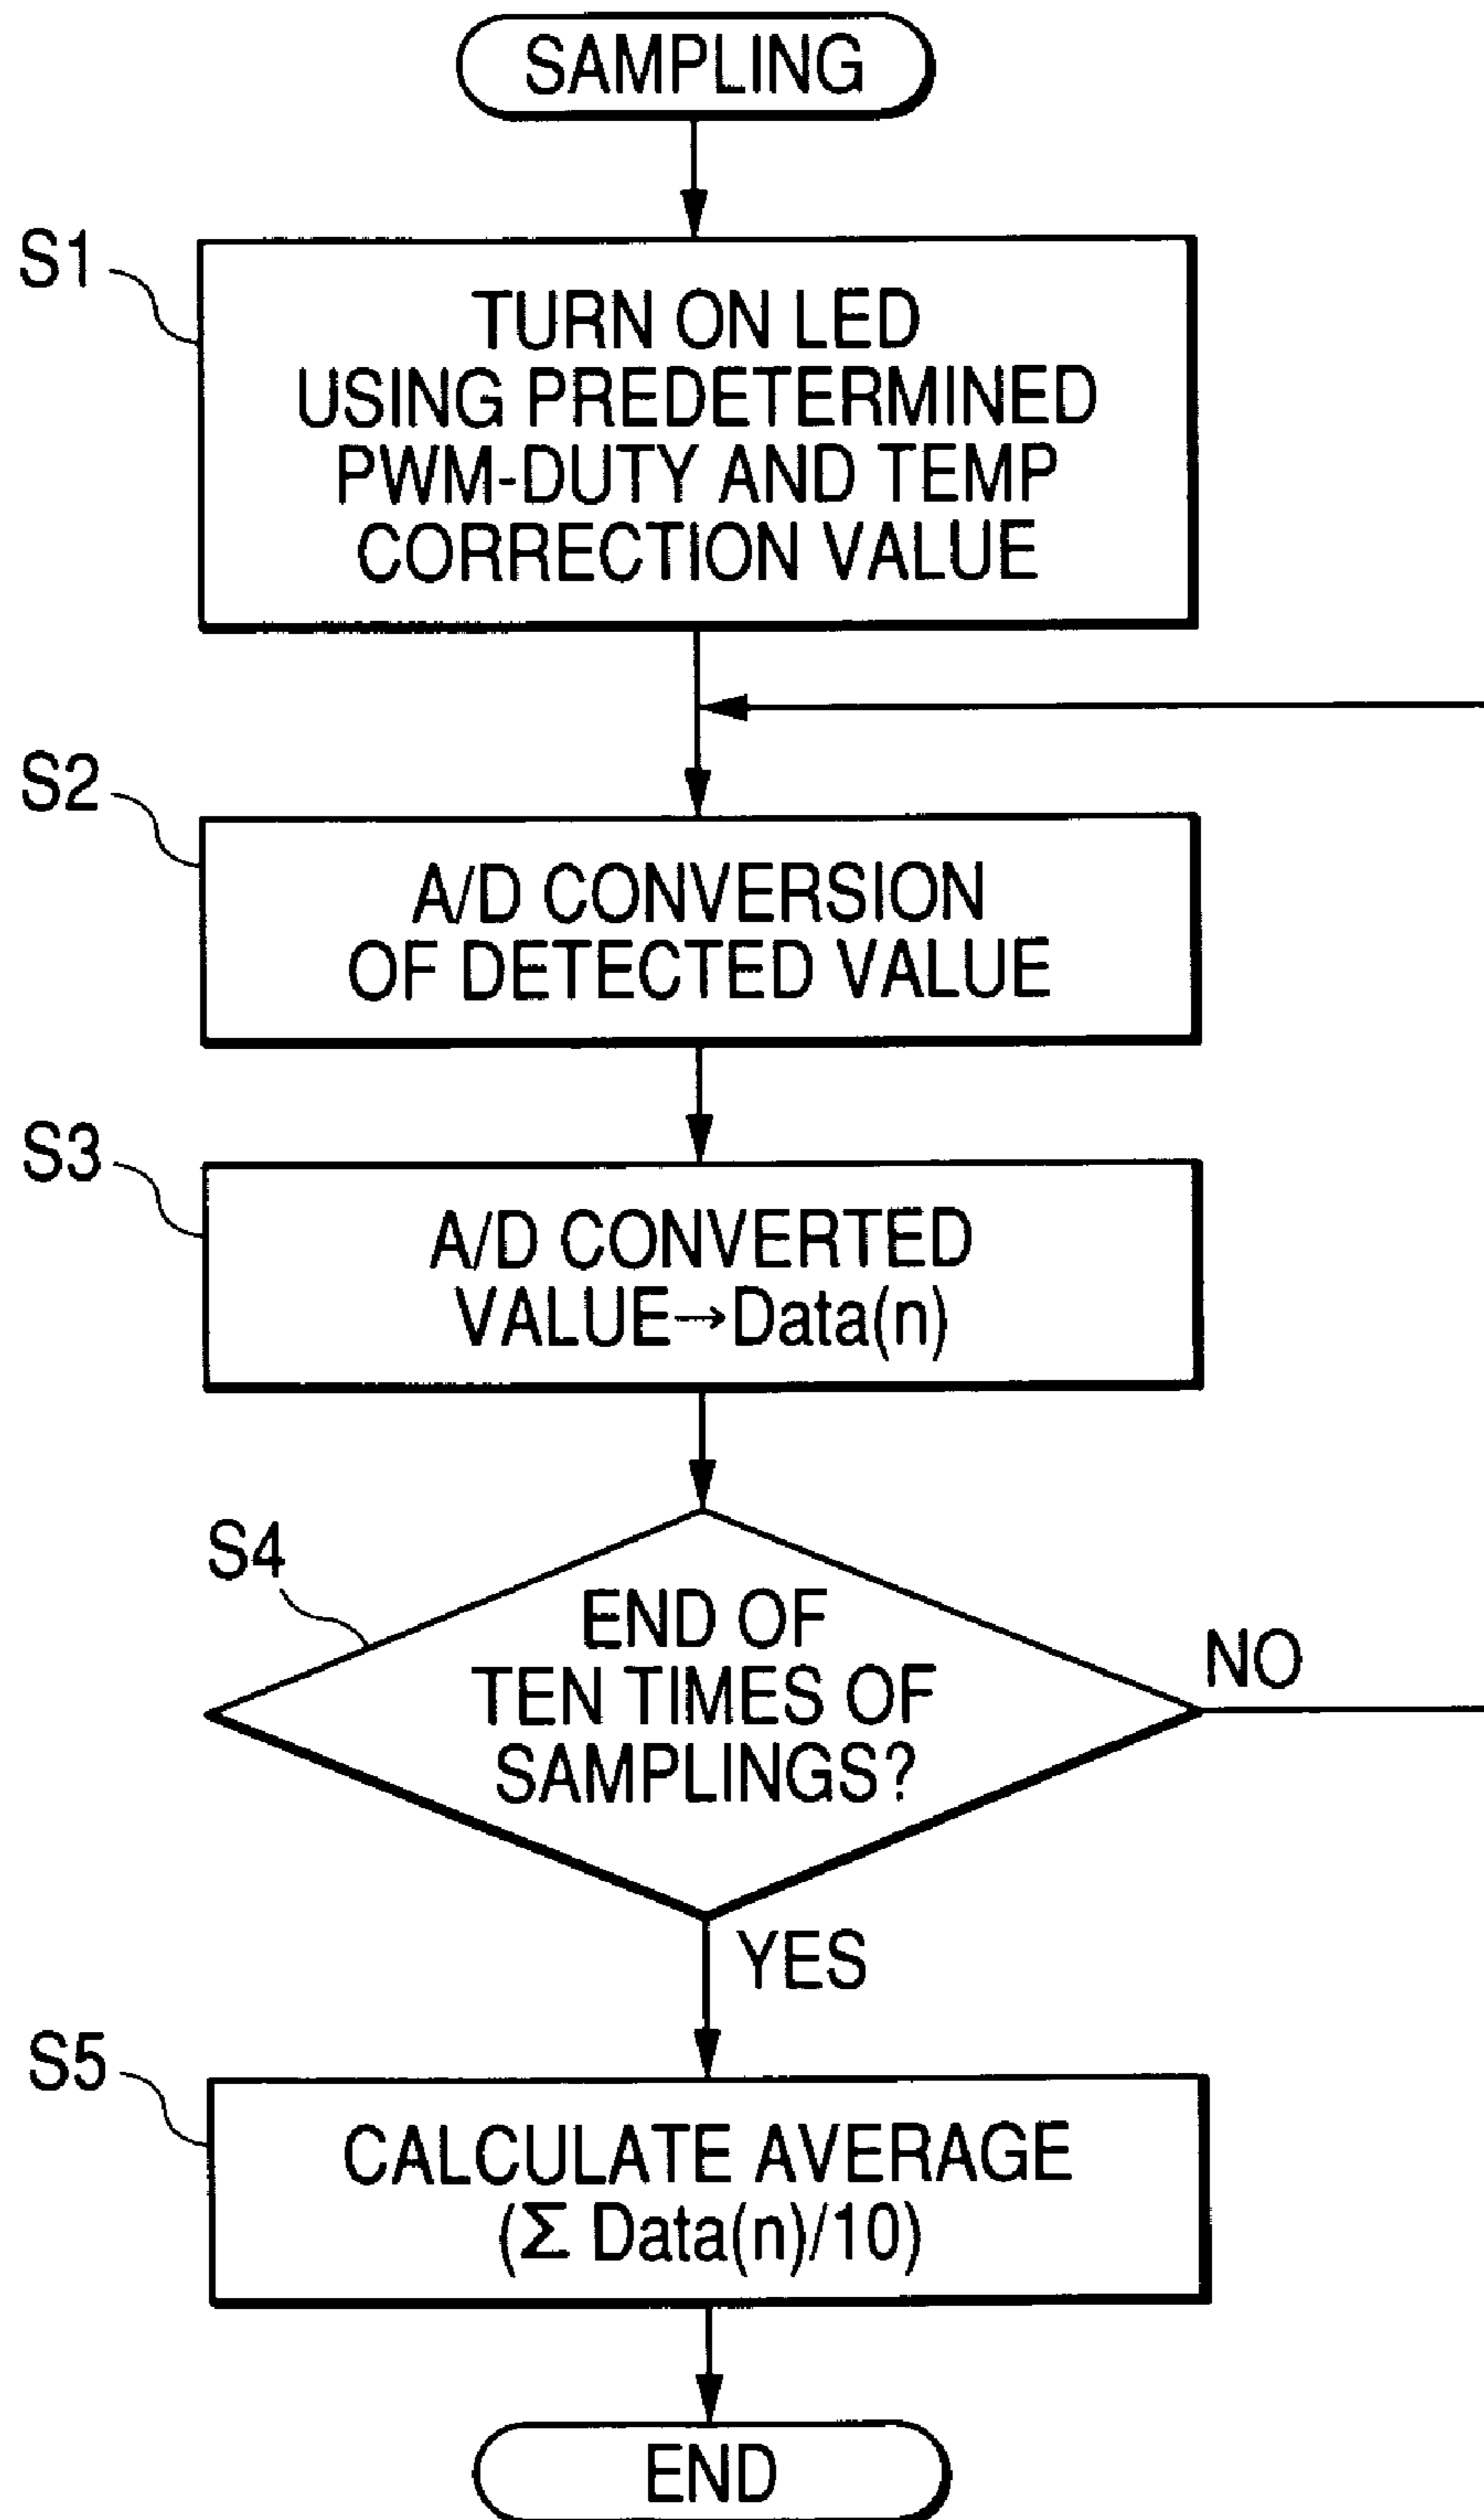 SAMPLING
S1
TURN ON LED
USING PREDETERMINED
PWM-DUTY AND TEMP
CORRECTION VALUE
S2
A/D CONVERSION
OF DETECTED VALUE
S3
A/D CONVERTED
VALUE→Data(n)
S4
END OF
TEN TIMES OF
SAMPLINGS?
NO
YES
S5
CALCULATE AVERAGE
(Σ Data(n)/10)
END